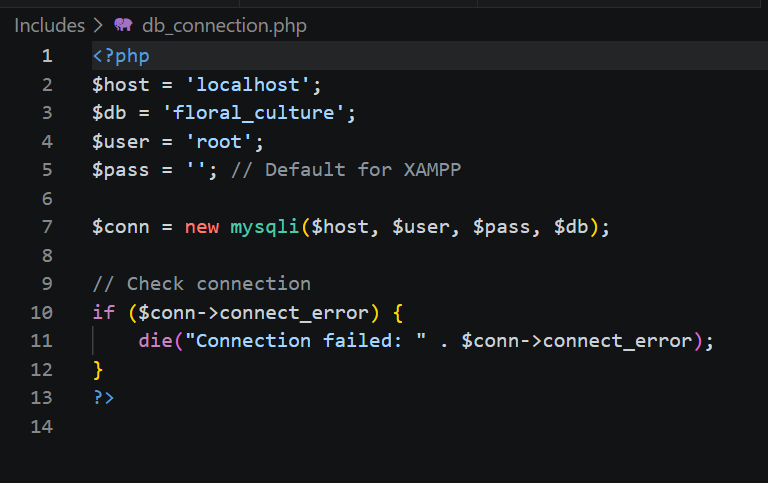 Includes > db_connection.php
1 <?php
2 $host = 'localhost';
3 $db = 'floral_culture';
4 $user = 'root';
5 $pass = ''; // Default for XAMPP
6
7 $conn = new mysqli($host, $user, $pass, $db);
8
9 // Check connection
10 if ($conn->connect_error) {
11     die("Connection failed: " . $conn->connect_error);
12 }
13 ?>
14